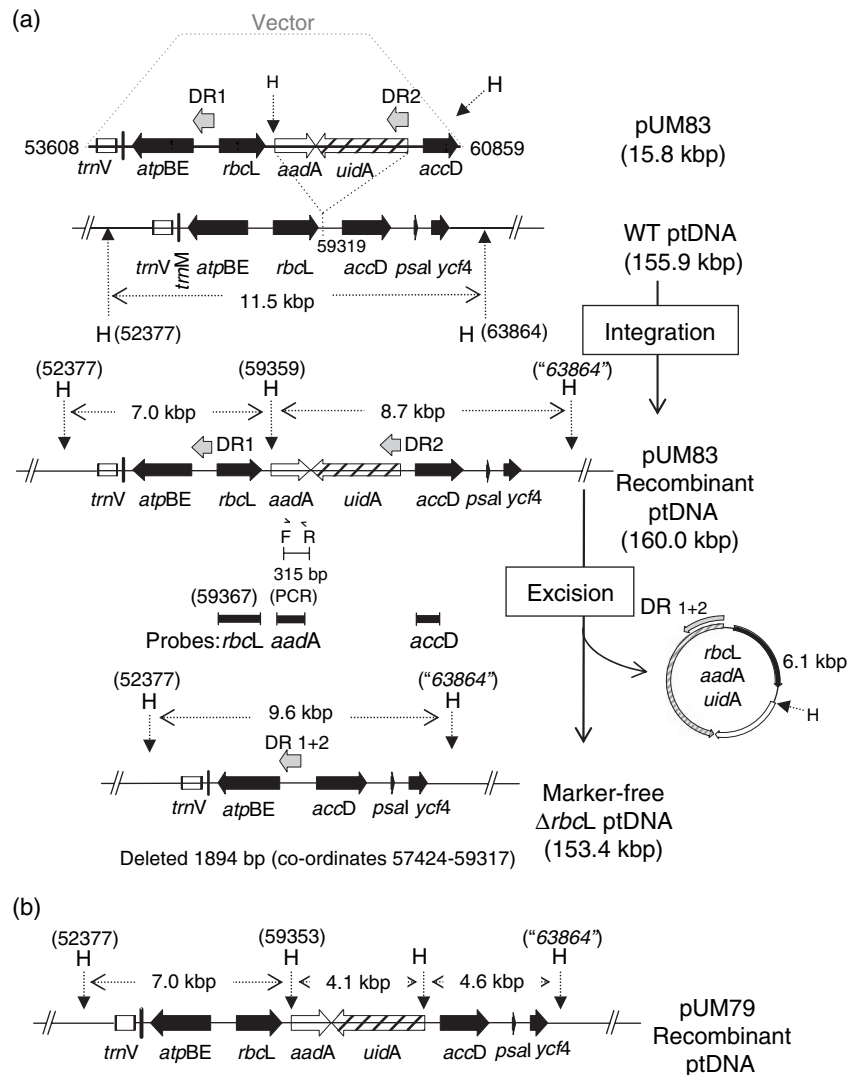 (a)
Vector
H
H
DR1
DR2
53608
60859
trnV
atpBE
rbcL
aadA
uidA
accD
pUM83
(15.8 kbp)
59319
trnV
trnM
atpBE
rbcL
accD
psaI
ycf4
WT ptDNA
(155.9 kbp)
11.5 kbp
H (52377)
H (63864)
Integration
(52377)
H
(59359)
H
("63864")
H
7.0 kbp
8.7 kbp
DR1
DR2
trnV
atpBE
rbcL
aadA
uidA
accD
psaI
ycf4
pUM83
Recombinant
ptDNA
(160.0 kbp)
F R
315 bp
(PCR)
Excision
(59367)
Probes: rbcL
aadA
accD
DR 1+2
rbcL
aadA
uidA
6.1 kbp
H
(52377)
H
("63864")
H
9.6 kbp
DR 1+2
trnV
atpBE
accD
psaI
ycf4
Marker-free
ΔrbcL ptDNA
(153.4 kbp)
Deleted 1894 bp (co-ordinates 57424-59317)
(b)
(52377)
H
(59353)
H
H
("63864")
H
7.0 kbp
4.1 kbp
4.6 kbp
trnV
atpBE
rbcL
aadA
uidA
accD
psaI
ycf4
pUM79
Recombinant
ptDNA